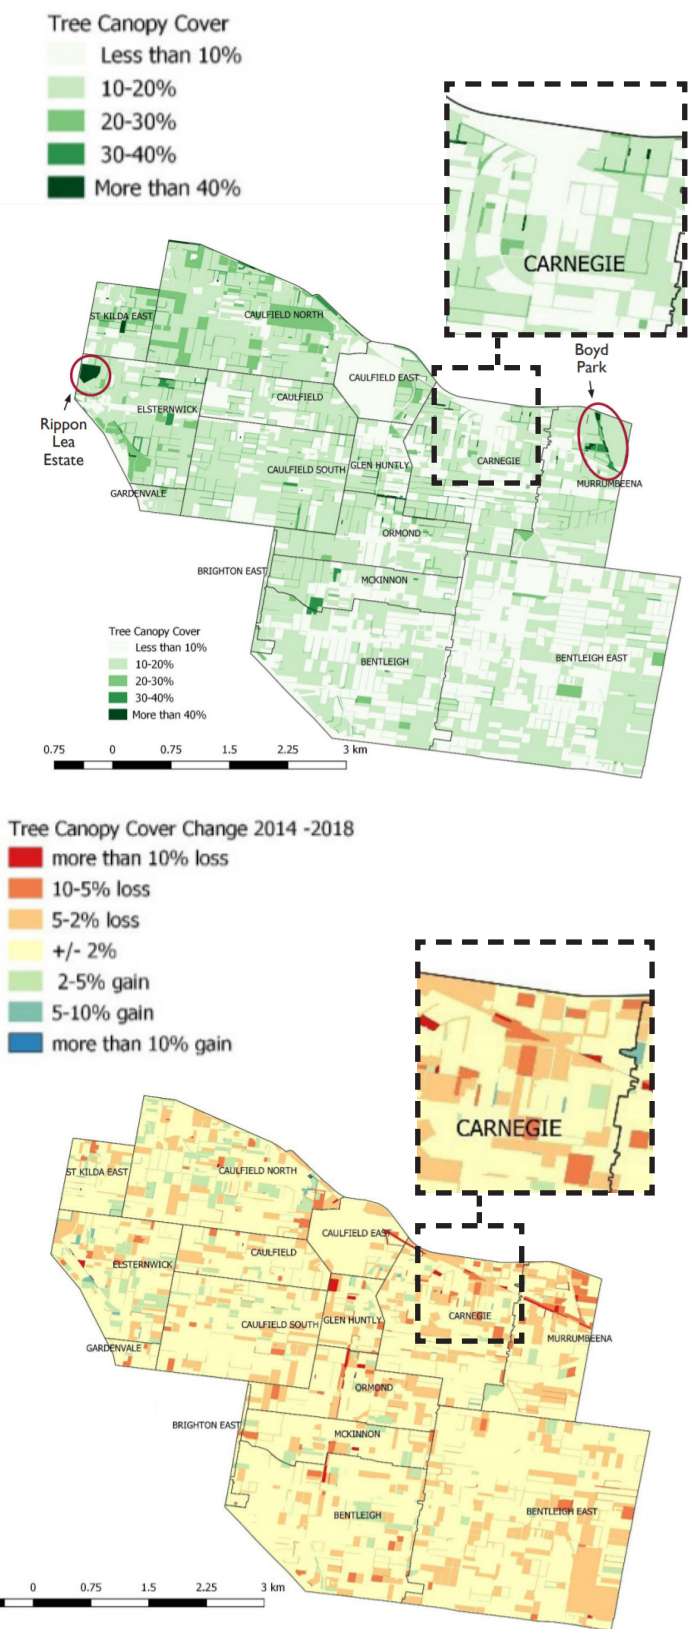 Tree Canopy Cover
Less than 10%
10-20%
20-30%
30-40%
More than 40%
CARNEGIE
Boyd
Park
ST KILDA EAST
CAULFIELD NORTH
CAULFIELD EAST
Rippon
Lea
Estate
ELSTERNWICK
CAULFIELD
CAULFIELD SOUTH
GLEN HUNTLY
CARNEGIE
MURRUMBEENA
GARDENVALE
ORMOND
BRIGHTON EAST
MCKINNON
BENTLEIGH
BENTLEIGH EAST
Tree Canopy Cover
Less than 10%
10-20%
20-30%
30-40%
More than 40%
0.75 0 0.75 1.5 2.25 3 km
Tree Canopy Cover Change 2014 -2018
more than 10% loss
10-5% loss
5-2% loss
+/- 2%
2-5% gain
5-10% gain
more than 10% gain
CARNEGIE
ST KILDA EAST
CAULFIELD NORTH
CAULFIELD EAST
ELSTERNWICK
CAULFIELD
CAULFIELD SOUTH
GLEN HUNTLY
CARNEGIE
MURRUMBEENA
GARDENVALE
ORMOND
BRIGHTON EAST
MCKINNON
BENTLEIGH
BENTLEIGH EAST
0 0.75 1.5 2.25 3 km